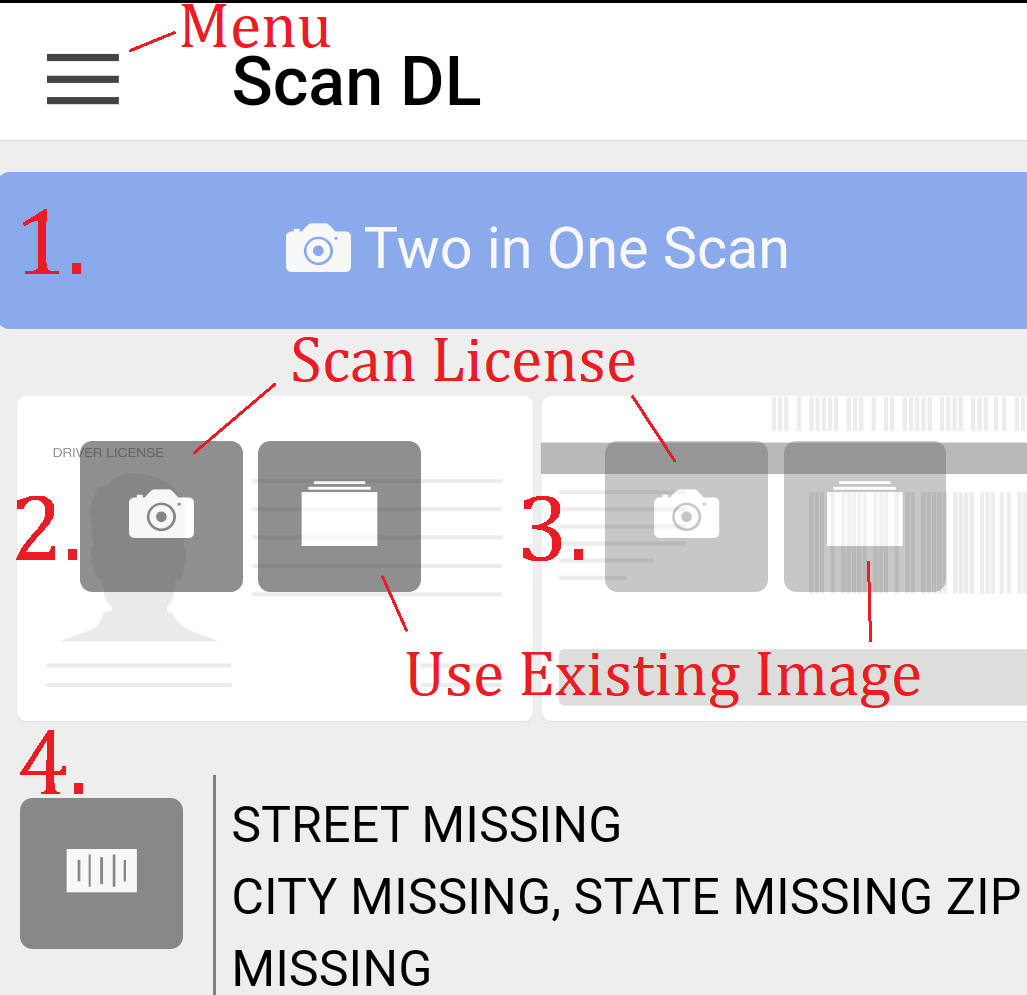 Menu
Scan DL
1.
Two in One Scan
Scan License
DRIVER LICENSE
2.
3.
Use Existing Image
4.
STREET MISSING
CITY MISSING, STATE MISSING ZIP
MISSING